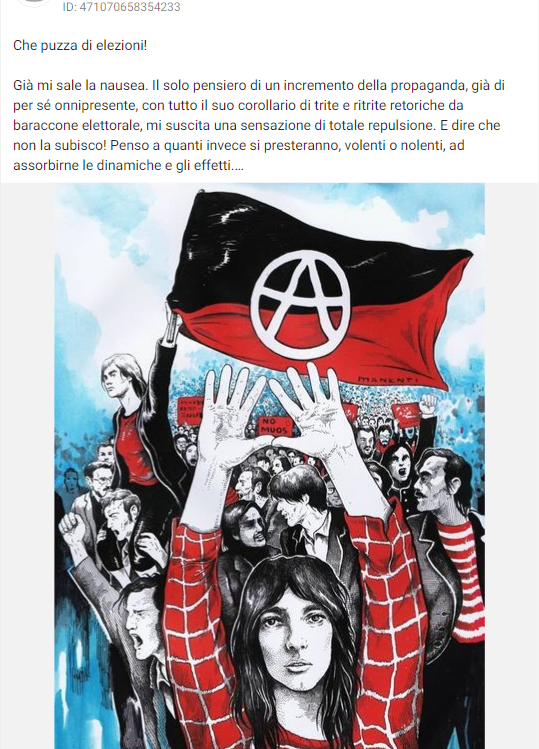 ID: 471070658354233
Che puzza di elezioni!
Già mi sale la nausea. Il solo pensiero di un incremento della propaganda, già di
per sé onnipresente, con tutto il suo corollario di trite e ritrite retoriche da
baraccone elettorale, mi suscita una sensazione di totale repulsione. E dire che
non la subisco! Penso a quanti invece si presteranno, volenti o nolenti, ad
assorbirne le dinamiche e gli effetti....
MANENTI
NO
MUOS